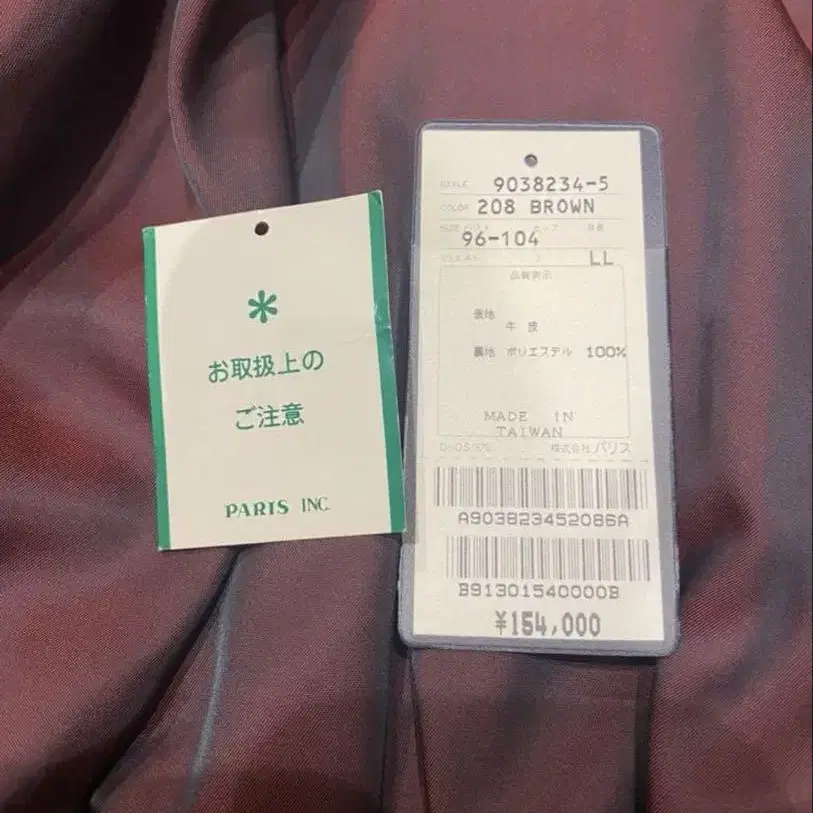 *
お取扱上の
ご注意
PARIS INC.
STYLE 9038234-5
COLOR 208 BROWN
96-104
LL
品質表示
表地
牛 皮
裏地 ポリエステル 100%
MADE IN
TAIWAN
株式会社 パリス
A903823452086A
B91301540000B
¥154,000